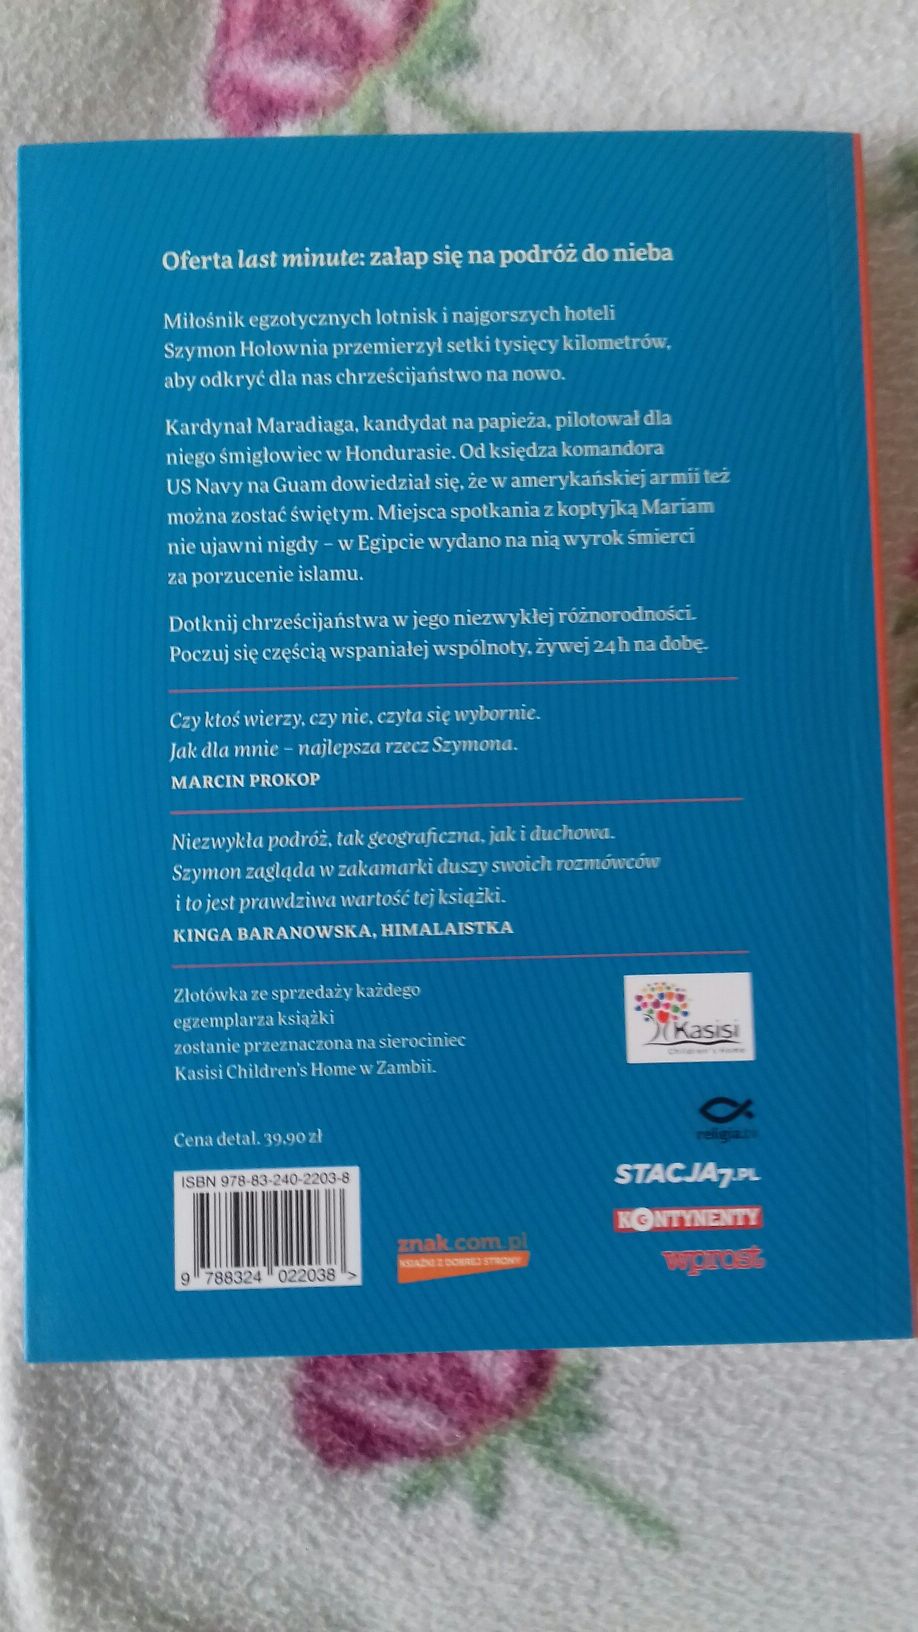 Oferta last minute: załap się na podróż do nieba
Miłośnik egzotycznych lotnisk i najgorszych hoteli
Szymon Hołownia przemierzył setki tysięcy kilometrów,
aby odkryć dla nas chrześcijaństwo na nowo.
Kardynał Maradiaga, kandydat na papieża, pilotował dla
niego śmigłowiec w Hondurasie. Od księdza komandora
US Navy na Guam dowiedział się, że w amerykańskiej armii też
można zostać świętym. Miejsca spotkania z koptyjką Mariam
nie ujawni nigdy – w Egipcie wydano na nią wyrok śmierci
za porzucenie islamu.
Dotknij chrześcijaństwa w jego niezwykłej różnorodności.
Poczuj się częścią wspaniałej wspólnoty, żywej 24 h na dobę.
Czy ktoś wierzy, czy nie, czyta się wybornie.
Jak dla mnie – najlepsza rzecz Szymona.
MARCIN PROKOP
Niezwykła podróż, tak geograficzna, jak i duchowa.
Szymon zagląda w zakamarki duszy swoich rozmówców
i to jest prawdziwa wartość tej książki.
KINGA BARANOWSKA, HIMALAISTKA
Złotówka ze sprzedaży każdego
egzemplarza książki
zostanie przeznaczona na sierociniec
Kasisi Children's Home w Zambii.
Kasisi
Children's Home
Cena detal. 39,90 zł
religia.tv
STACJA7.PL
KONTYNENTY
wprost
ISBN 978-83-240-2203-8
9 788324 022038 >
znak.com.pl
KSIĄŻKI Z DOBREJ STRONY